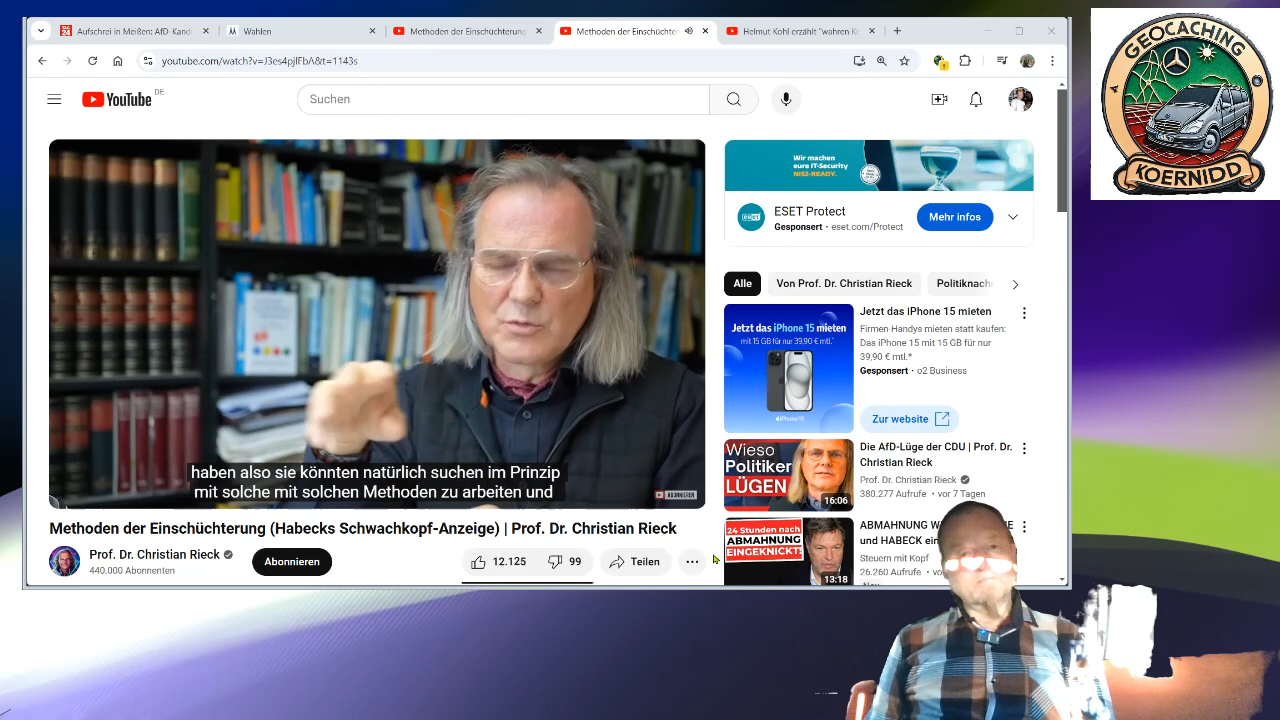 Aufschrei in Meißen: AfD-Kand
Wahlen
Methoden der Einschüchterung
Methoden der Einschüchter
Helmut Kohl erzählt "wahren K
youtube.com/watch?v=J3es4pjlFbA&t=1143s
YouTube DE
Suchen
haben also sie könnten natürlich suchen im Prinzip
mit solche mit solchen Methoden zu arbeiten und
ABONNIEREN
Methoden der Einschüchterung (Habecks Schwachkopf-Anzeige) | Prof. Dr. Christian Rieck
Prof. Dr. Christian Rieck
440.000 Abonnenten
Abonnieren
12.125
99
Teilen
Wir machen
eure IT-Security
NIS2-READY.
ESET Protect
Gesponsert • eset.com/Protect
Mehr infos
Alle
Von Prof. Dr. Christian Rieck
Politiknach
Jetzt das iPhone 15 mieten
mit 15 GB für nur 39,90 € mtl.*
iPhone 15
Jetzt das iPhone 15 mieten
Firmen-Handys mieten statt kaufen:
Das iPhone 15 mit 15 GB für nur
39,90 € mtl.*
Gesponsert • o2 Business
Zur website
Wieso
Politiker
LÜGEN
16:06
Die AfD-Lüge der CDU | Prof. Dr.
Christian Rieck
Prof. Dr. Christian Rieck
380.277 Aufrufe • vor 7 Tagen
24 Stunden nach
ABMAHNUNG
EINGEKNICKT!
13:18
ABMAHNUNG W
und HABECK ein
Steuern mit Kopf
26.260 Aufrufe • vo
Neu
GEOCACHING
KOERNIDD